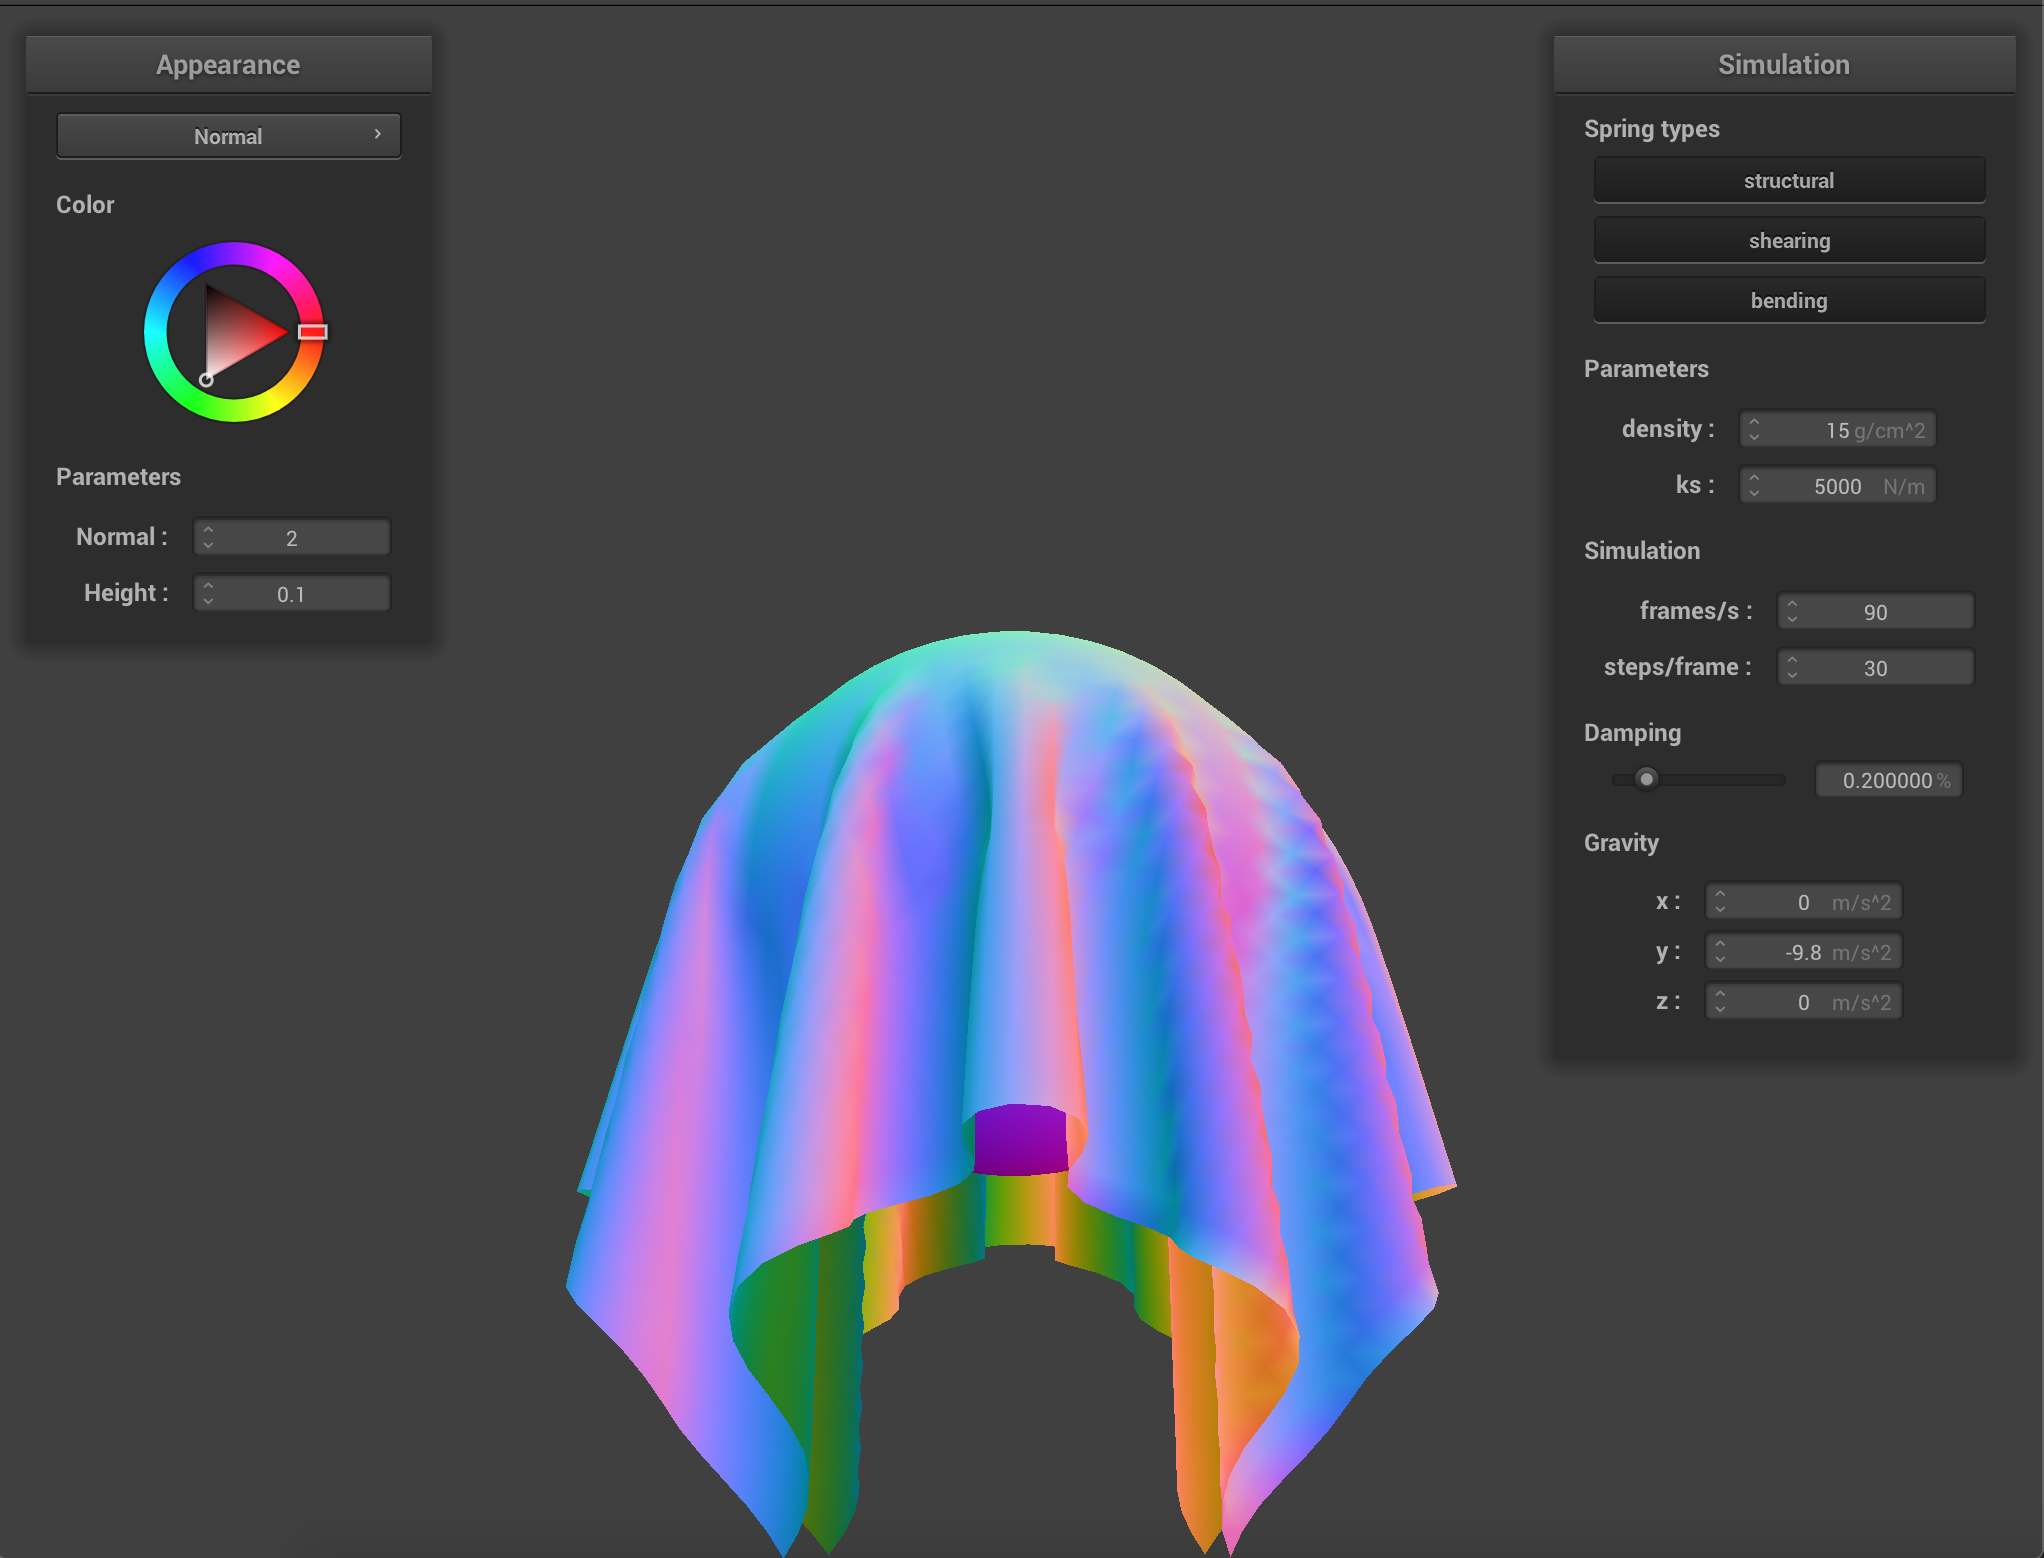 Appearance
Normal
Color
Parameters
Normal : 2
Height : 0.1
Simulation
Spring types
structural
shearing
bending
Parameters
density : 15 g/cm^2
ks : 5000 N/m
Simulation
frames/s : 90
steps/frame : 30
Damping
0.200000 %
Gravity
x : 0 m/s^2
y : -9.8 m/s^2
z : 0 m/s^2